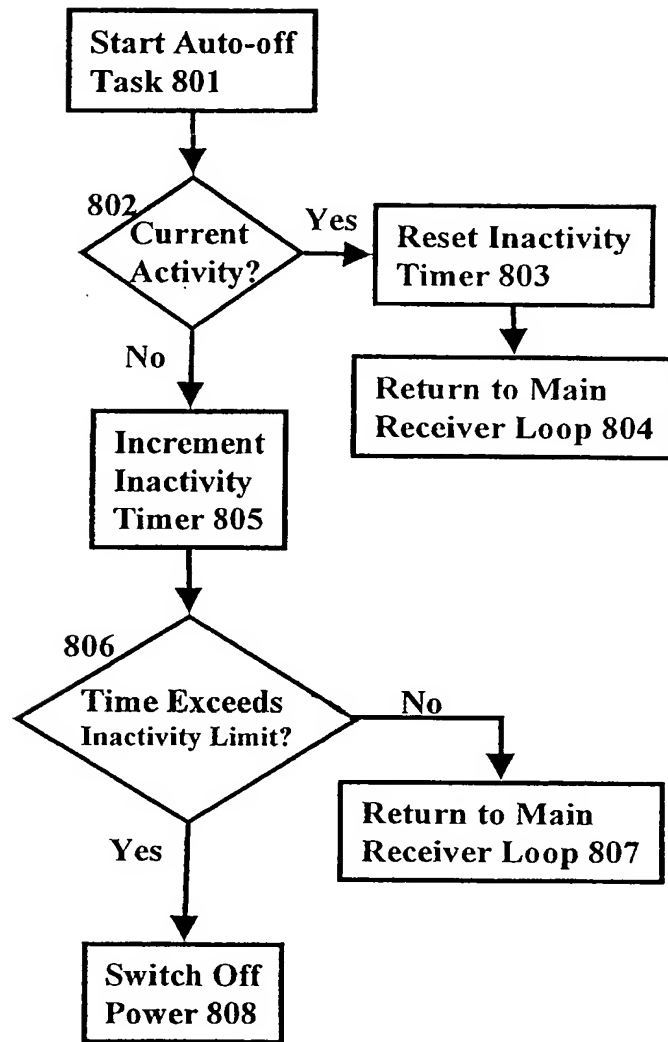 Start Auto-off
Task 801
802
Current
Activity?
Yes
Reset Inactivity
Timer 803
No
Return to Main
Receiver Loop 804
Increment
Inactivity
Timer 805
806
Time Exceeds
Inactivity Limit?
No
Return to Main
Receiver Loop 807
Yes
Switch Off
Power 808